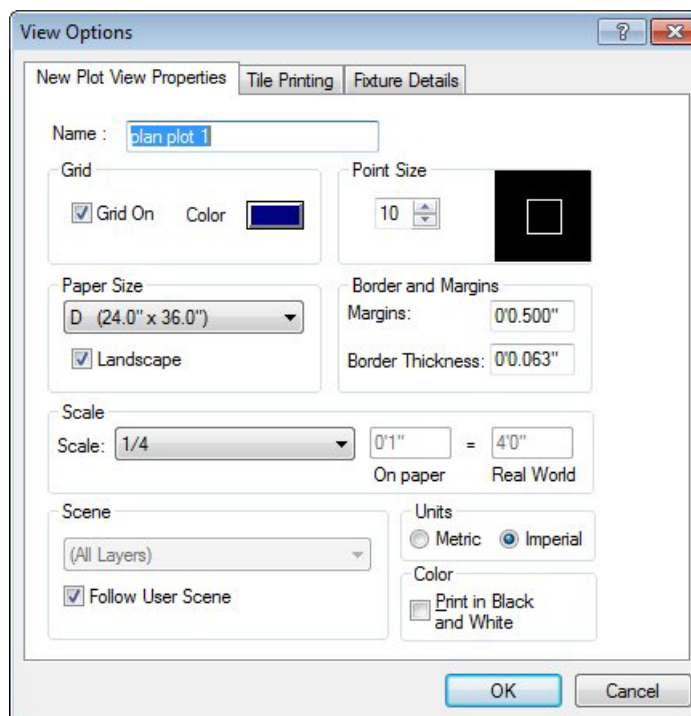 View Options
New Plot View Properties
Tile Printing
Fixture Details
Name :
plan plot 1
Grid
Grid On
Color
Point Size
10
Paper Size
D (24.0" x 36.0")
Landscape
Border and Margins
Margins:
0'0.500"
Border Thickness:
0'0.063"
Scale
Scale:
1/4
0'1"
=
4'0"
On paper
Real World
Scene
(All Layers)
Follow User Scene
Units
Metric
Imperial
Color
Print in Black
and White
OK
Cancel